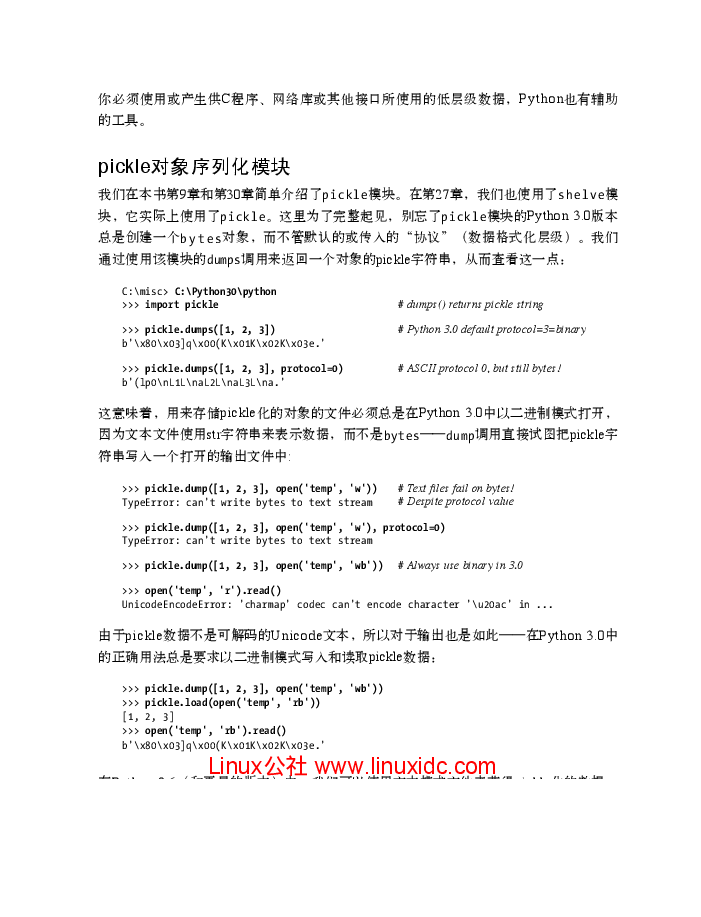 你必须使用或产生供C程序、网络库或其他接口所使用的低层级数据，Python也有辅助
的工具。
pickle对象序列化模块
我们在本书第9章和第30章简单介绍了pickle模块。在第27章，我们也使用了shelve模
块，它实际上使用了pickle。这里为了完整起见，别忘了pickle模块的Python 3.0版本
总是创建一个bytes对象，而不管默认的或传入的“协议”（数据格式化层级）。我们
通过使用该模块的dumps调用来返回一个对象的pickle字符串，从而查看这一点：
C:\misc> C:\Python30\python
>>> import pickle # dumps() returns pickle string
>>> pickle.dumps([1, 2, 3]) # Python 3.0 default protocol=3=binary
b'\x80\x03]q\x00(K\x01K\x02K\x03e.'
>>> pickle.dumps([1, 2, 3], protocol=0) # ASCII protocol 0, but still bytes!
b'(lp0\nL1L\naL2L\naL3L\na.'
这意味着，用来存储pickle化的对象的文件必须总是在Python 3.0中以二进制模式打开，
因为文本文件使用str字符串来表示数据，而不是bytes——dump调用直接试图把pickle字
符串写入一个打开的输出文件中:
>>> pickle.dump([1, 2, 3], open('temp', 'w')) # Text files fail on bytes!
TypeError: can't write bytes to text stream # Despite protocol value
>>> pickle.dump([1, 2, 3], open('temp', 'w'), protocol=0)
TypeError: can't write bytes to text stream
>>> pickle.dump([1, 2, 3], open('temp', 'wb')) # Always use binary in 3.0
>>> open('temp', 'r').read()
UnicodeEncodeError: 'charmap' codec can't encode character '\u20ac' in ...
由于pickle数据不是可解码的Unicode文本，所以对于输出也是如此——在Python 3.0中
的正确用法总是要求以二进制模式写入和读取pickle数据：
>>> pickle.dump([1, 2, 3], open('temp', 'wb'))
>>> pickle.load(open('temp', 'rb'))
[1, 2, 3]
>>> open('temp', 'rb').read()
b'\x80\x03]q\x00(K\x01K\x02K\x03e.'
Linux公社 www.linuxidc.com